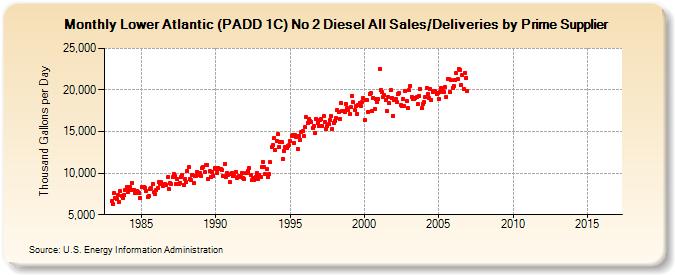 Monthly Lower Atlantic (PADD 1C) No 2 Diesel All Sales/Deliveries by Prime Supplier
Thousand Gallons per Day
25,000
20,000
15,000
10,000
5,000
1985 1990 1995 2000 2005 2010 2015
Source: U.S. Energy Information Administration